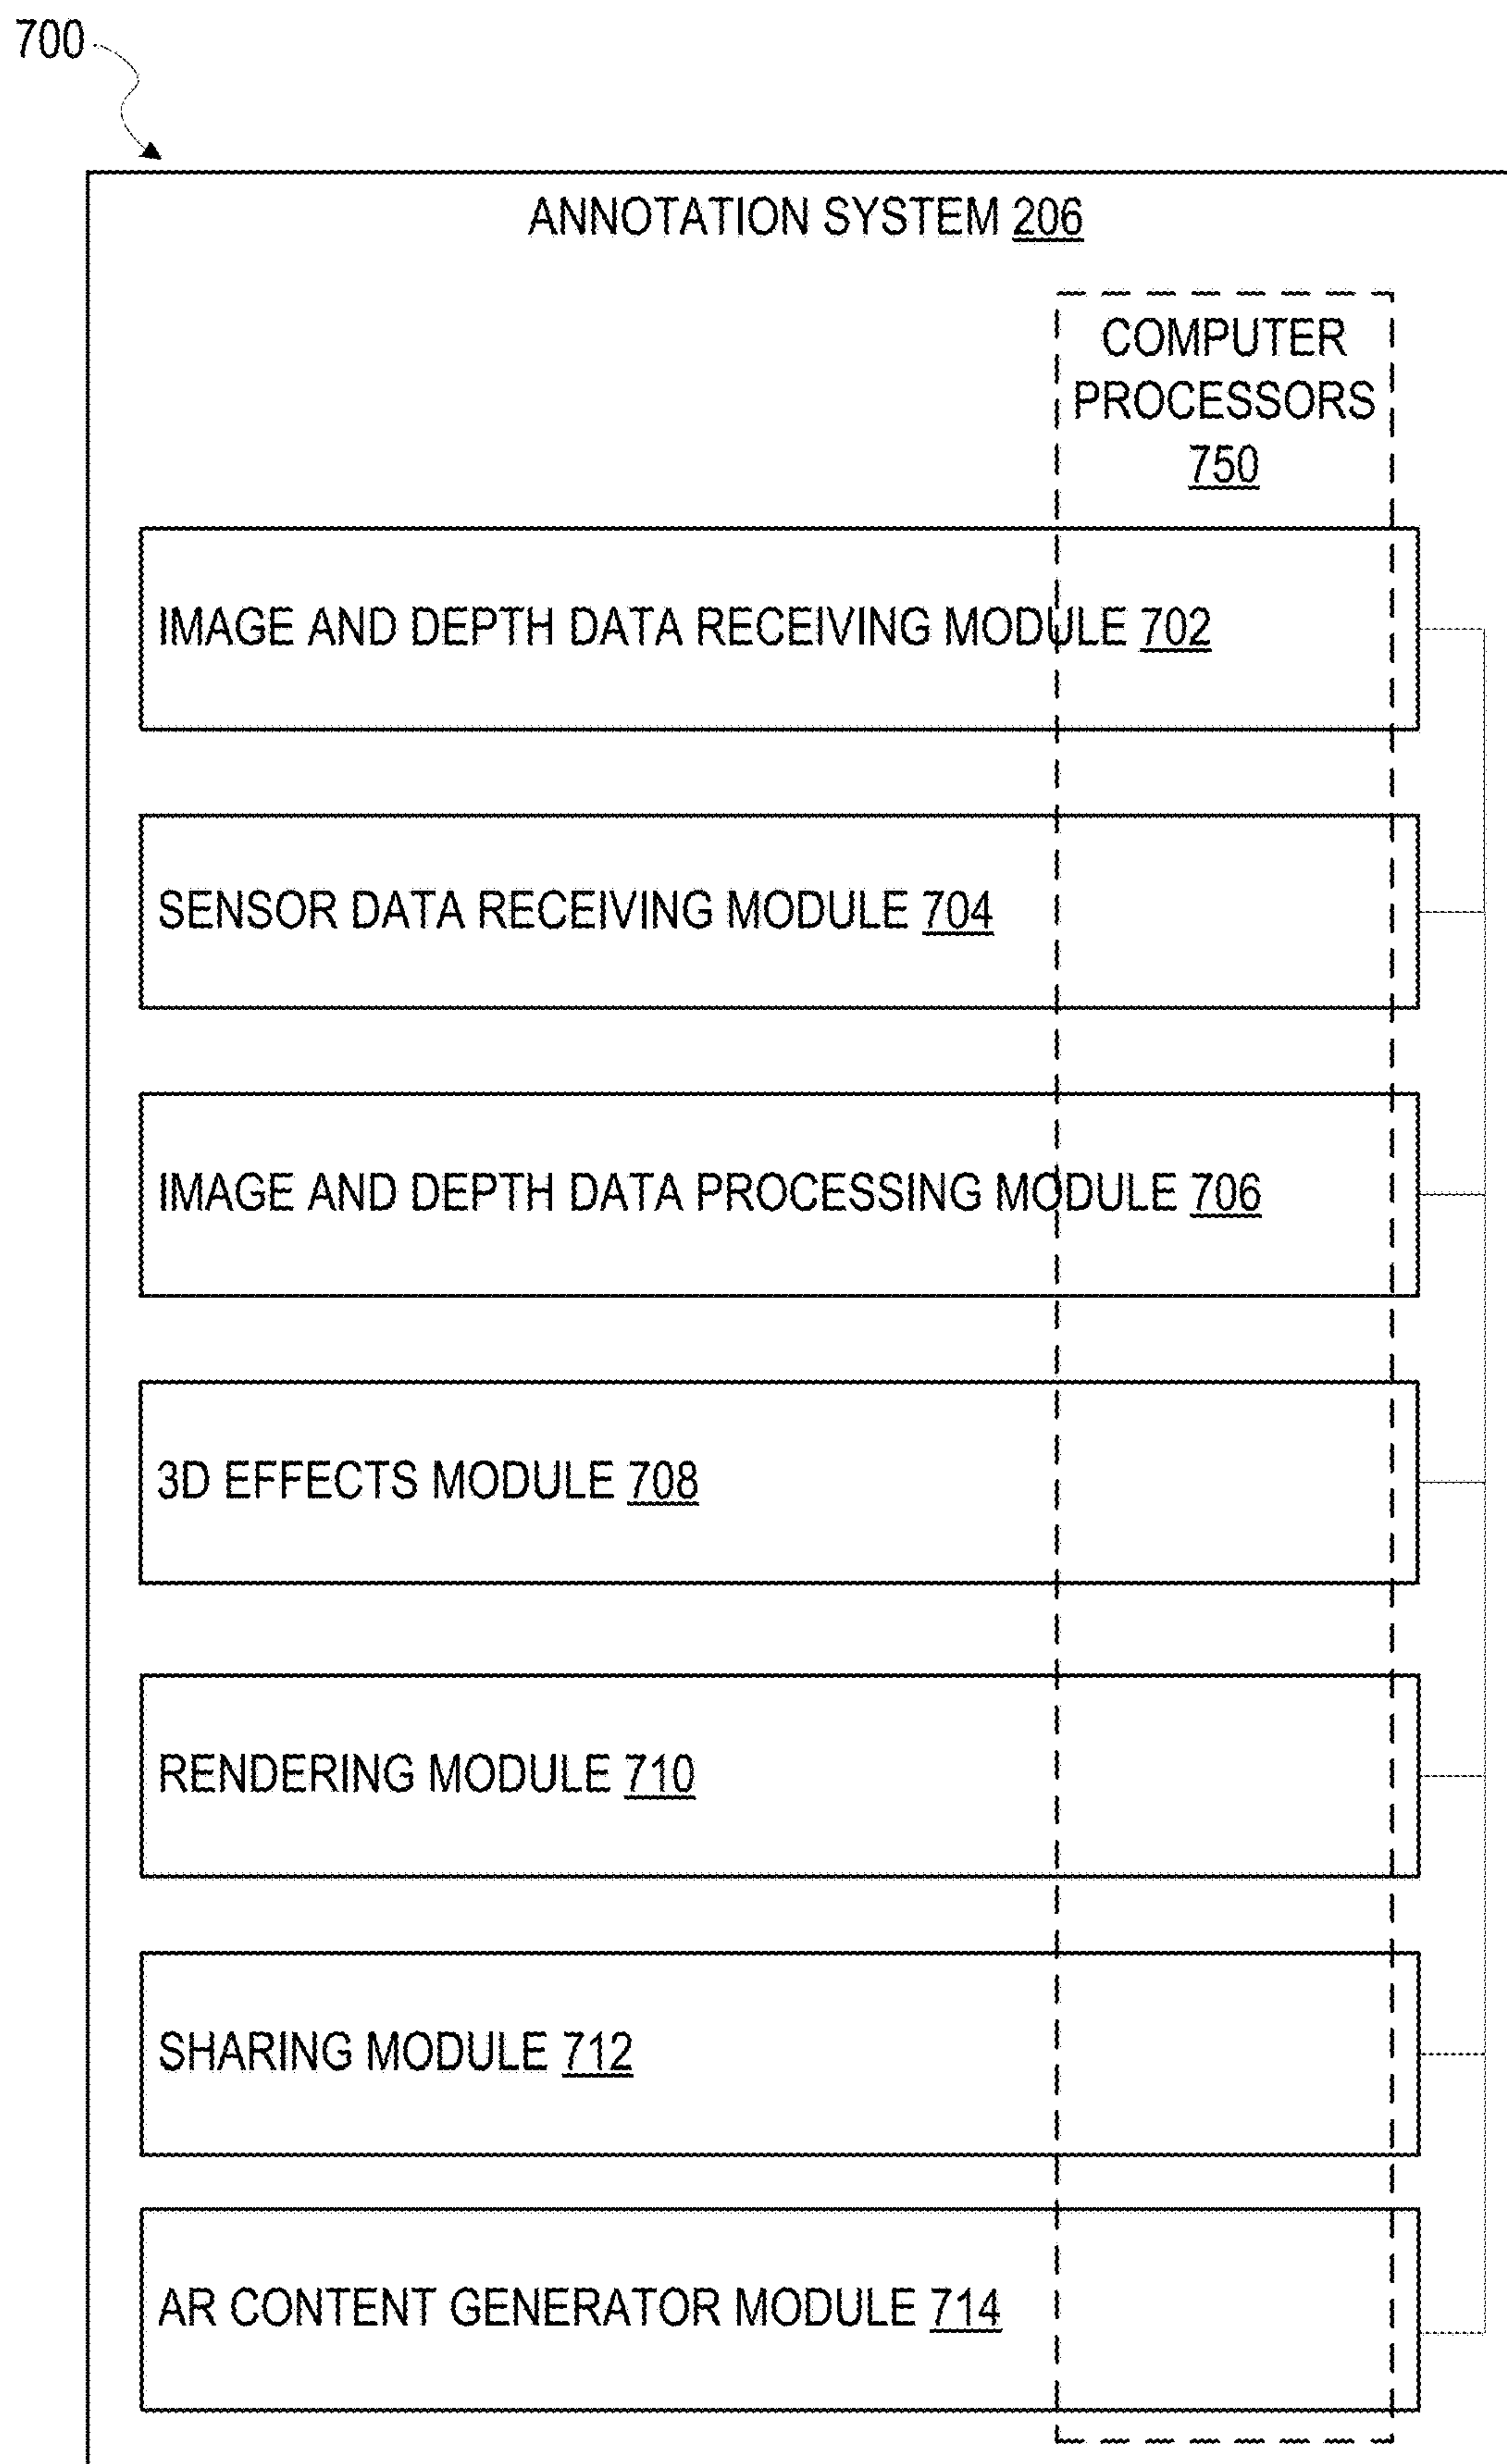 700
ANNOTATION SYSTEM 206
COMPUTER
PROCESSORS
750
IMAGE AND DEPTH DATA RECEIVING MODULE 702
SENSOR DATA RECEIVING MODULE 704
IMAGE AND DEPTH DATA PROCESSING MODULE 706
3D EFFECTS MODULE 708
RENDERING MODULE 710
SHARING MODULE 712
AR CONTENT GENERATOR MODULE 714